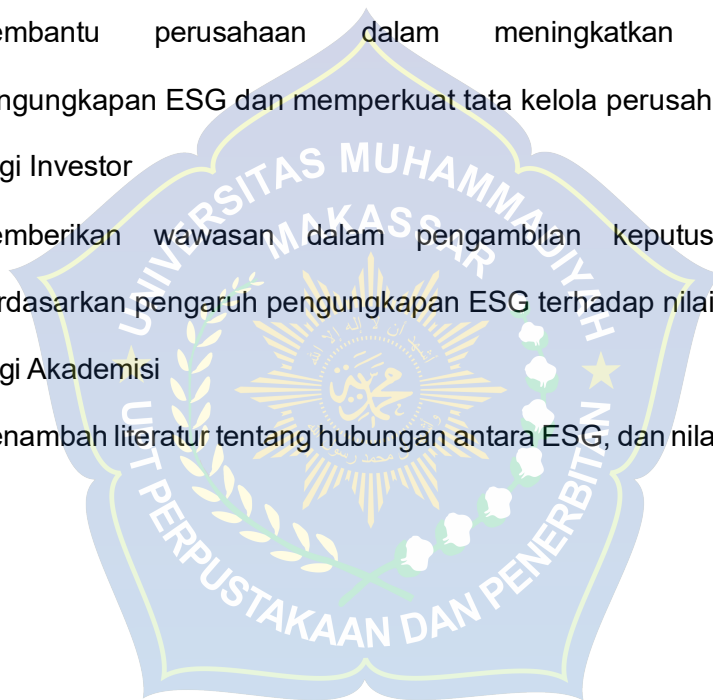 embantu perusahaan dalam meningkatkan
ngungkapan ESG dan memperkuat tata kelola perusah
gi Investor
emberikan wawasan dalam pengambilan keputus
rdasarkan pengaruh pengungkapan ESG terhadap nilai
gi Akademisi
enambah literatur tentang hubungan antara ESG, dan nila
UNIVERSITAS MUHAMMADIYAH
MAKASSAR
UPT PERPUSTAKAAN DAN PENERBITAN